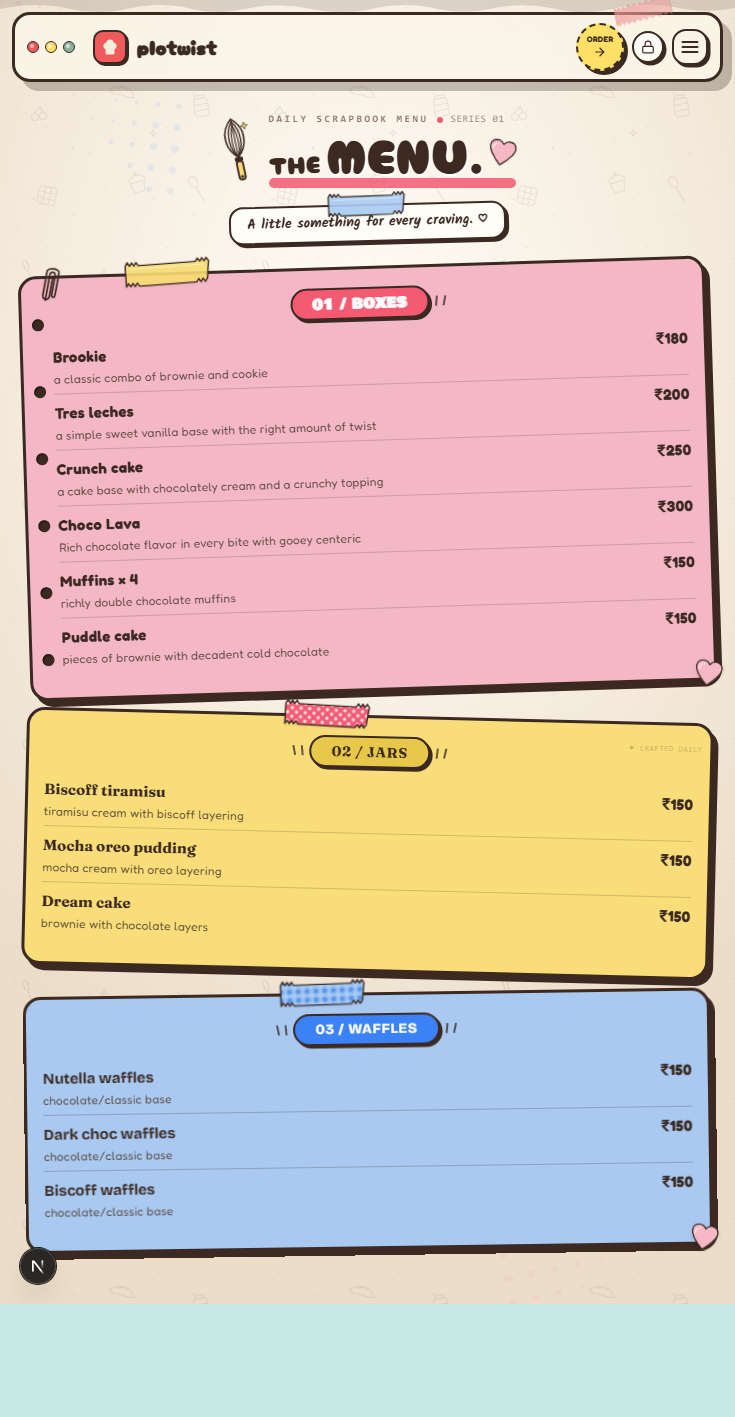 plotwist
ORDER
DAILY SCRAPBOOK MENU ● SERIES 01
THE MENU.
A little something for every craving. ♡
01 / BOXES
Brookie ₹180
a classic combo of brownie and cookie
Tres leches ₹200
a simple sweet vanilla base with the right amount of twist
Crunch cake ₹250
a cake base with chocolately cream and a crunchy topping
Choco Lava ₹300
Rich chocolate flavor in every bite with gooey centeric
Muffins × 4 ₹150
richly double chocolate muffins
Puddle cake ₹150
pieces of brownie with decadent cold chocolate
02 / JARS
✦ CRAFTED DAILY
Biscoff tiramisu ₹150
tiramisu cream with biscoff layering
Mocha oreo pudding ₹150
mocha cream with oreo layering
Dream cake ₹150
brownie with chocolate layers
03 / WAFFLES
Nutella waffles ₹150
chocolate/classic base
Dark choc waffles ₹150
chocolate/classic base
Biscoff waffles ₹150
chocolate/classic base
N